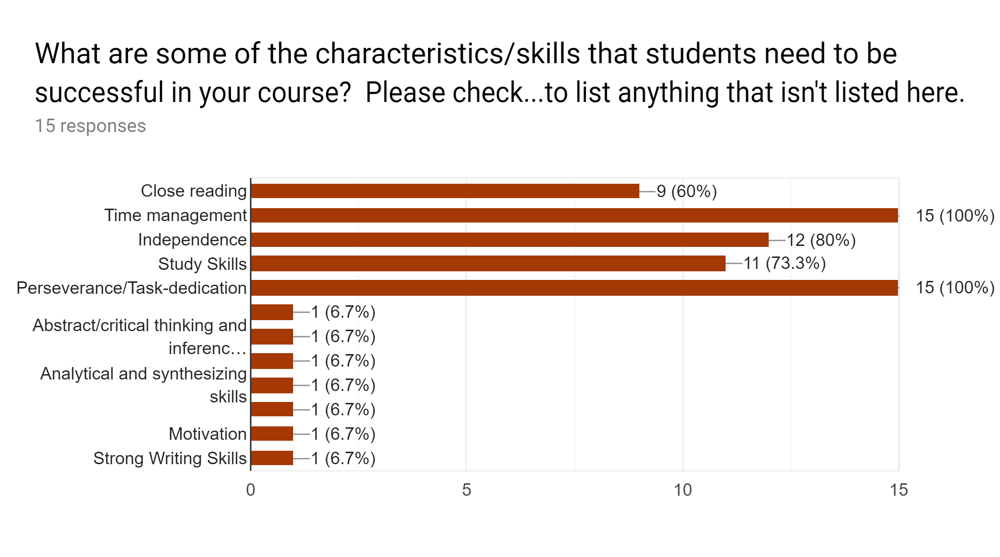 What are some of the characteristics/skills that students need to be
successful in your course?  Please check...to list anything that isn't listed here.
15 responses
Close reading
9 (60%)
Time management
15 (100%)
Independence
12 (80%)
Study Skills
11 (73.3%)
Perseverance/Task-dedication
15 (100%)
1 (6.7%)
Abstract/critical thinking and
inferenc…
1 (6.7%)
1 (6.7%)
Analytical and synthesizing
skills
1 (6.7%)
1 (6.7%)
Motivation
1 (6.7%)
Strong Writing Skills
1 (6.7%)
0
5
10
15